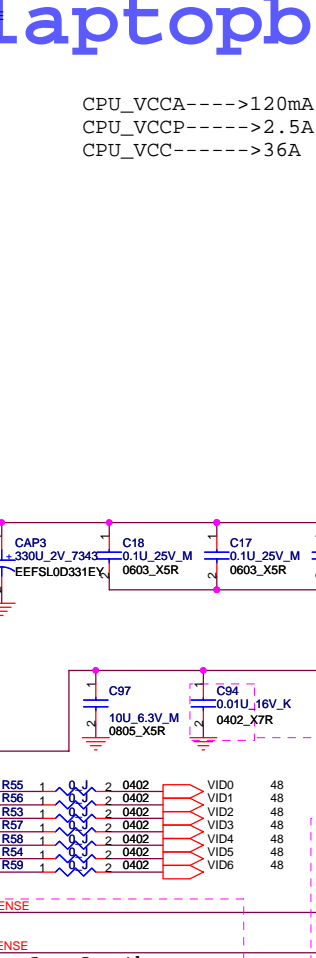 laptopb
CPU_VCCA---->120mA
CPU_VCCP----->2.5A
CPU_VCC------>36A
1 1 1
CAP3 C18 C17
+ 330U_2V_7343 0.1U_25V_M 0.1U_25V_M
EEFSL0D331EY 0603_X5R 0603_X5R
2 2 2
1 1
C97 C94
0.01U_16V_K
2 10U_6.3V_M 2 0402_X7R
0805_X5R
R55 1 0_J 2 0402 VID0 48
R56 1 0_J 2 0402 VID1 48
R53 1 0_J 2 0402 VID2 48
R57 1 0_J 2 0402 VID3 48
R58 1 0_J 2 0402 VID4 48
R54 1 0_J 2 0402 VID5 48
R59 1 0_J 2 0402 VID6 48
ENSE
ENSE